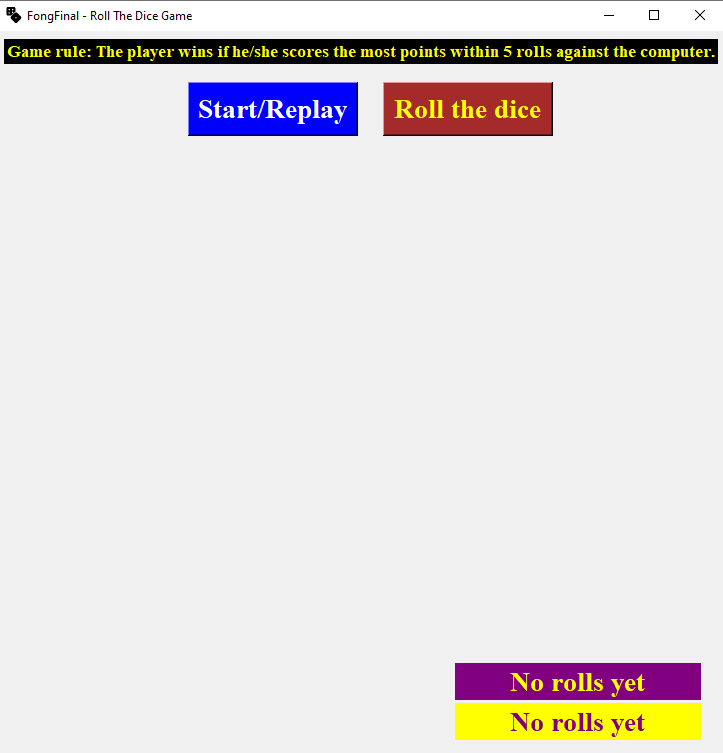 FongFinal - Roll The Dice Game
Game rule: The player wins if he/she scores the most points within 5 rolls against the computer.
Start/Replay
Roll the dice
No rolls yet
No rolls yet